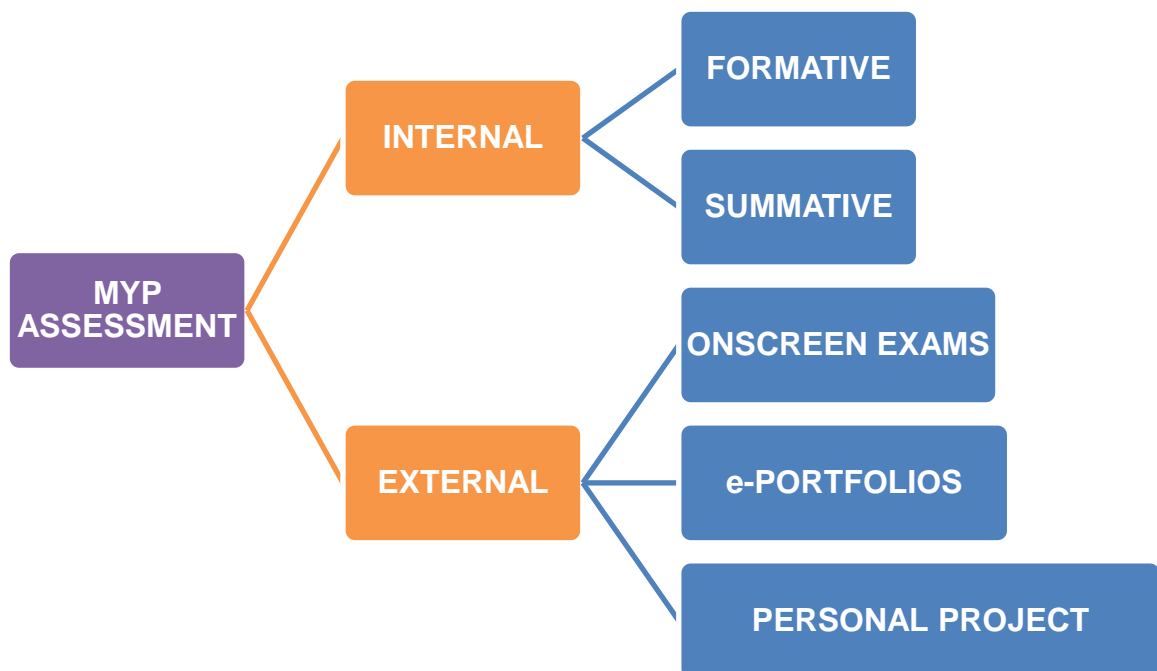 FORMATIVE
INTERNAL
SUMMATIVE
MYP
ASSESSMENT
ONSCREEN EXAMS
EXTERNAL
e-PORTFOLIOS
PERSONAL PROJECT